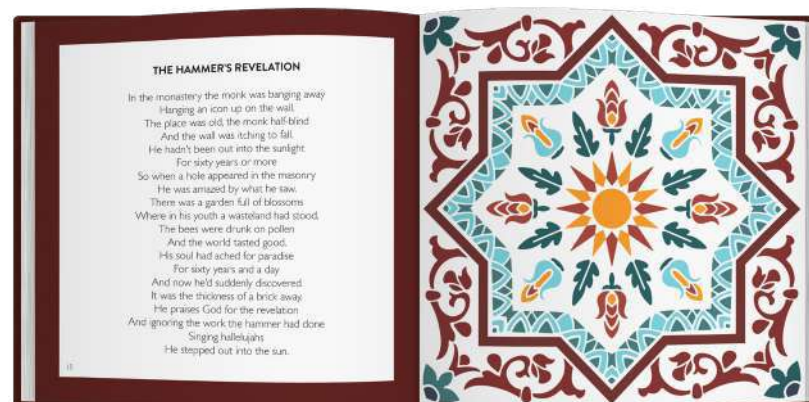 THE HAMMER'S REVELATION
In the monastery the monk was banging away
Hanging an icon up on the wall.
The place was old, the monk half-blind
And the wall was itching to fall.
He hadn't been out into the sunlight
For sixty years or more
So when a hole appeared in the masonry
He was amazed by what he saw.
There was a garden full of blossoms
Where in his youth a wasteland had stood.
The bees were drunk on pollen
And the world tasted good.
His soul had ached for paradise
For sixty years and a day
And now he'd suddenly discovered
It was the thickness of a brick away.
He praises God for the revelation
And ignoring the work the hammer had done
Singing hallelujahs
He stepped out into the sun.